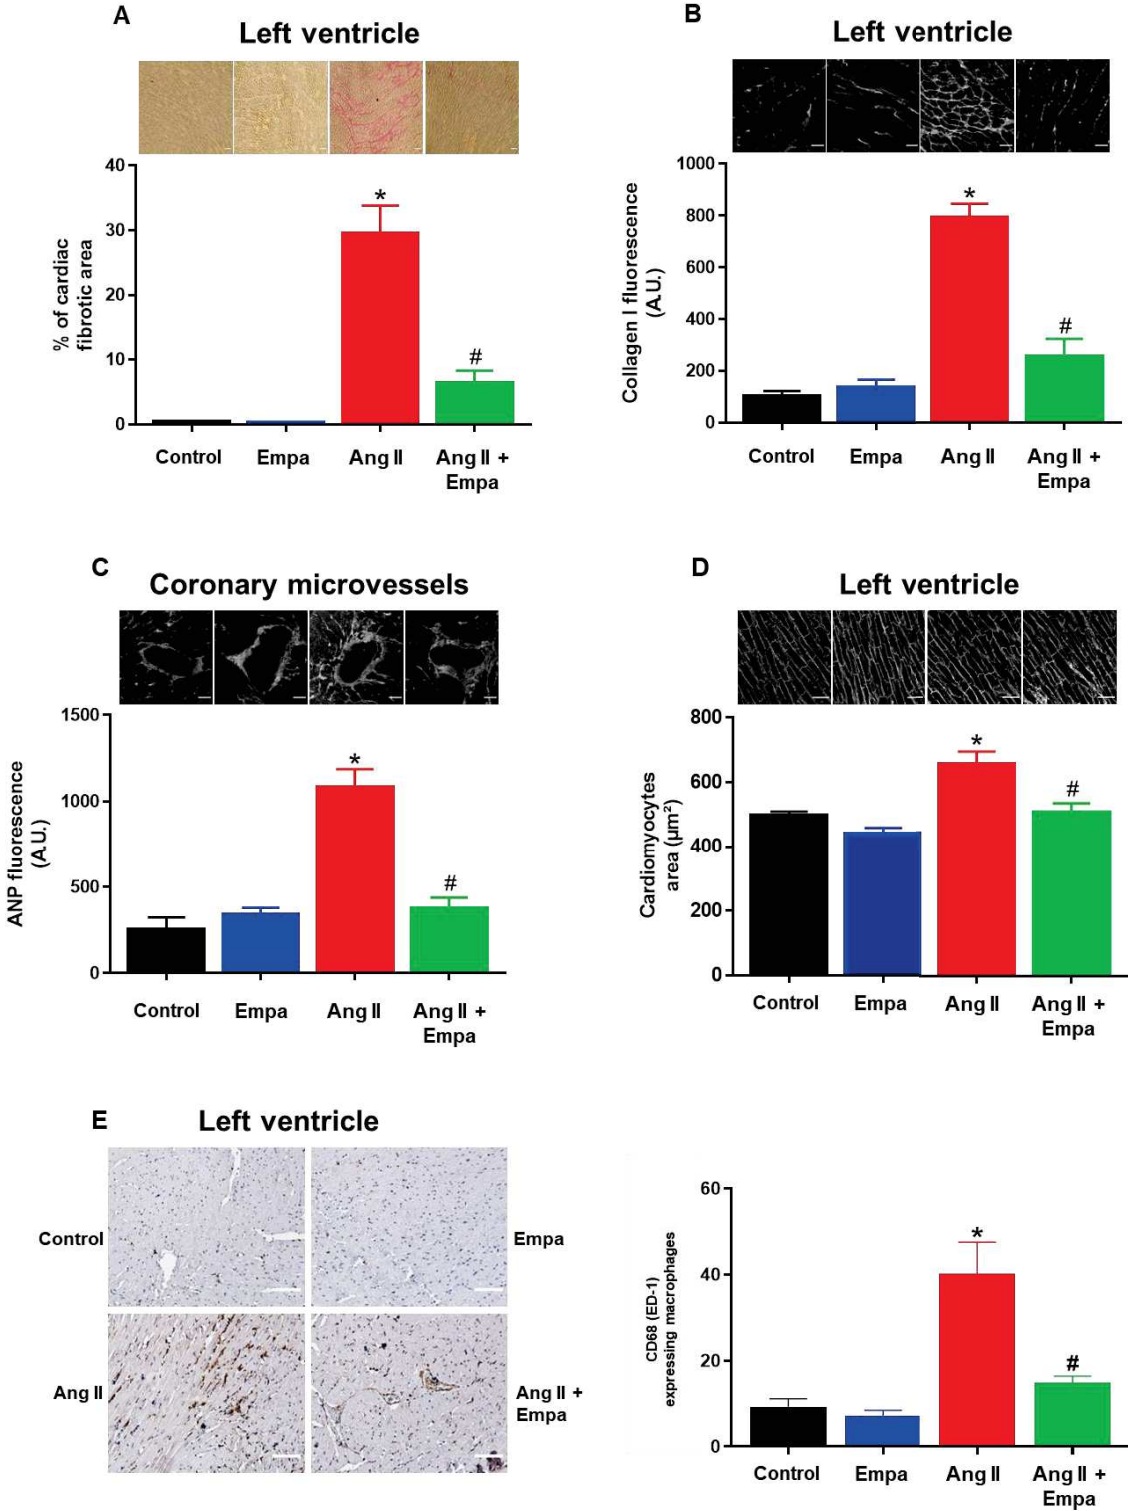 A
Left ventricle
40
30
20
10
0
% of cardiac
fibrotic area
*
#
Control
Empa
Ang II
Ang II +
Empa
B
Left ventricle
1000
800
600
400
200
0
Collagen I fluorescence
(A.U.)
*
#
Control
Empa
Ang II
Ang II +
Empa
C
Coronary microvessels
1500
1000
500
0
ANP fluorescence
(A.U.)
*
#
Control
Empa
Ang II
Ang II +
Empa
D
Left ventricle
800
600
400
200
0
Cardiomyocytes
area (µm²)
*
#
Control
Empa
Ang II
Ang II +
Empa
E
Left ventricle
Control
Empa
Ang II
Ang II +
Empa
60
40
20
0
CD68 (ED-1)
expressing macrophages
*
#
Control
Empa
Ang II
Ang II +
Empa